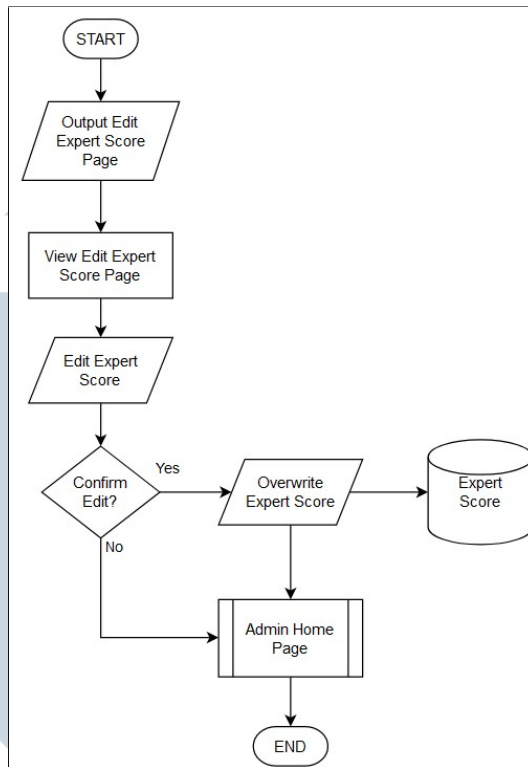 START
Output Edit
Expert Score
Page
View Edit Expert
Score Page
Edit Expert
Score
Confirm
Edit?
Yes
No
Overwrite
Expert Score
Expert
Score
Admin Home
Page
END